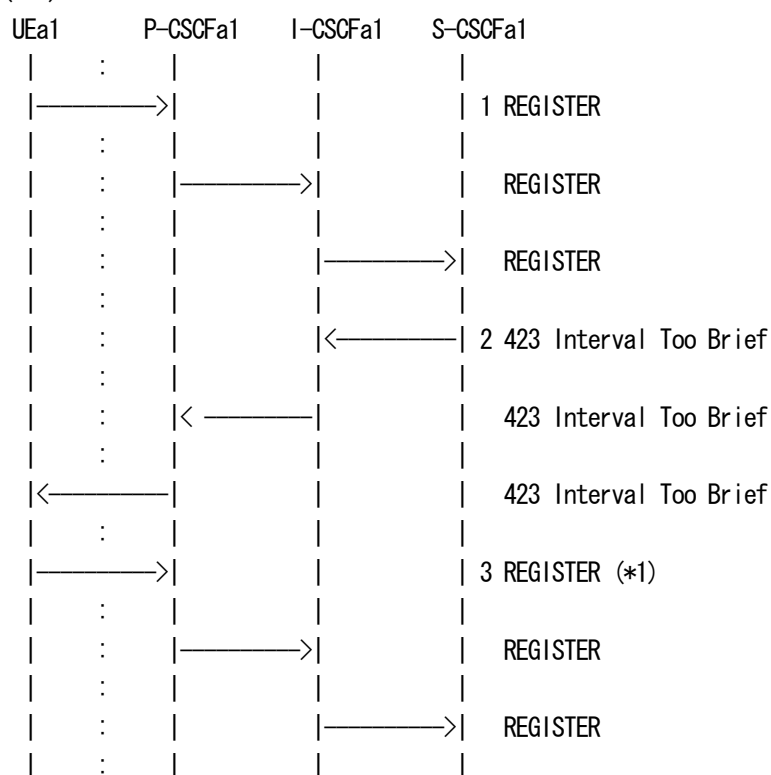 UEa1 P-CSCFa1 I-CSCFa1 S-CSCFa1
1 REGISTER
REGISTER
REGISTER
2 423 Interval Too Brief
423 Interval Too Brief
423 Interval Too Brief
3 REGISTER (*1)
REGISTER
REGISTER